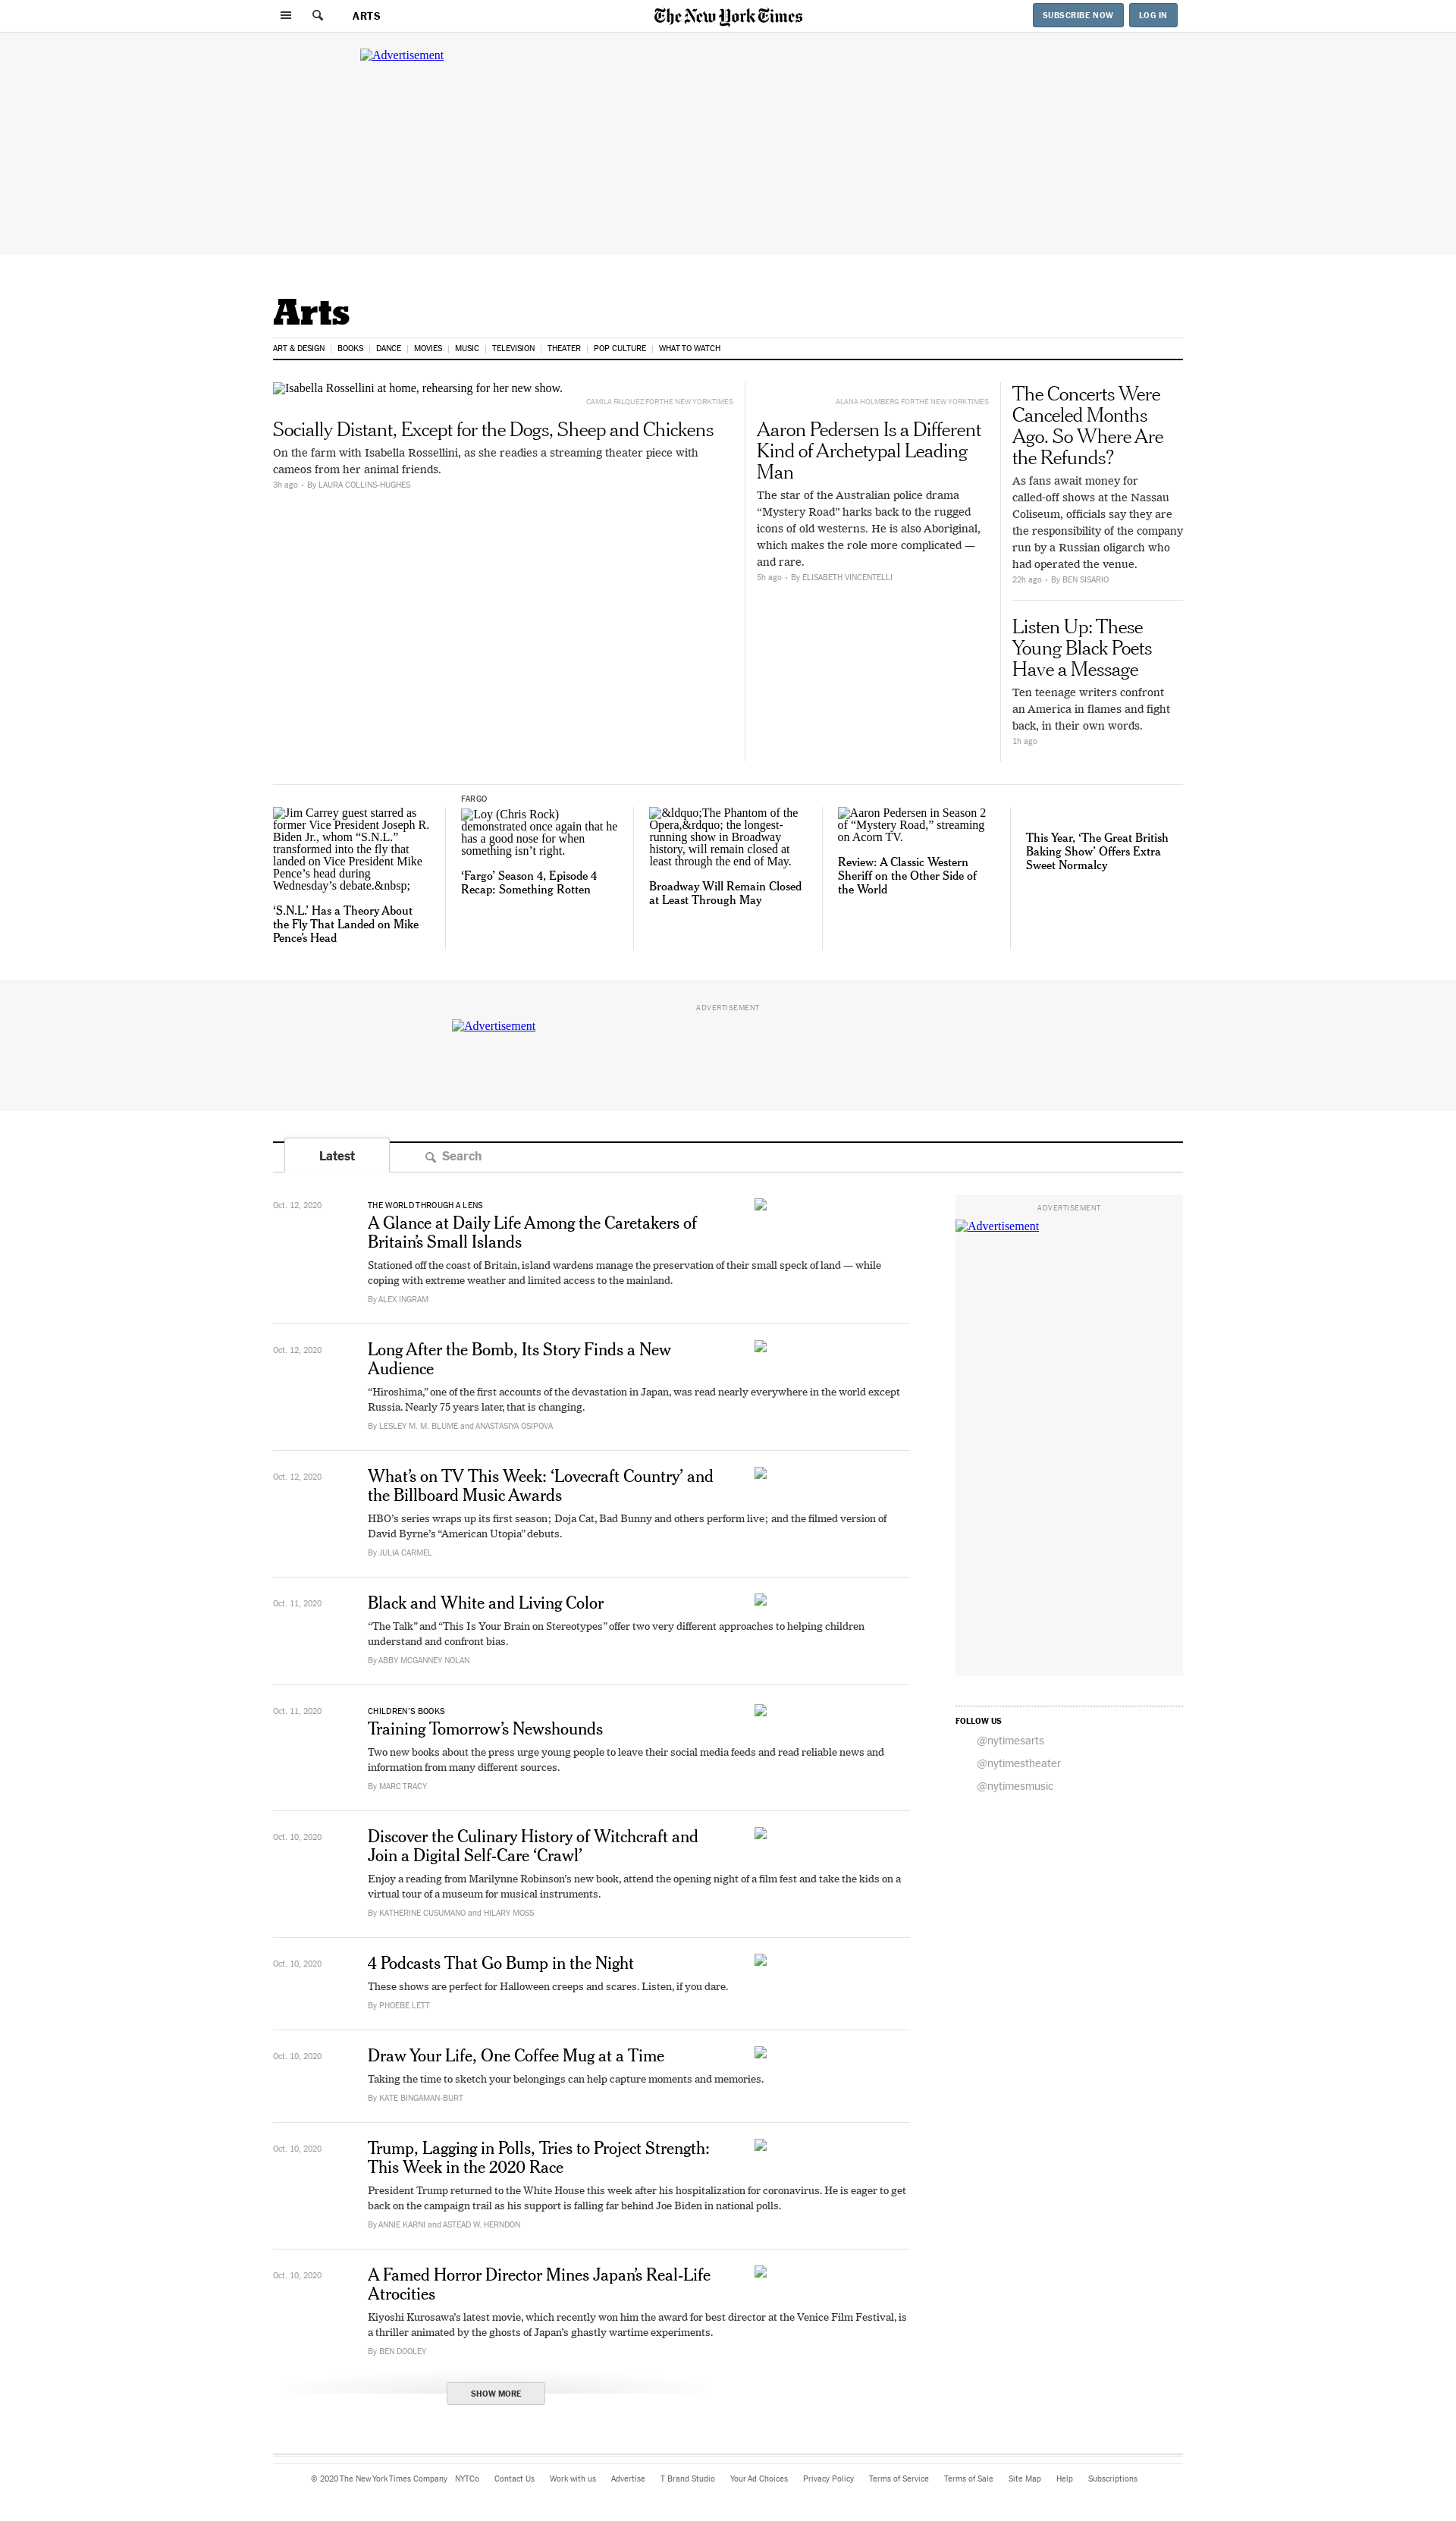 ARTS
The New York Times
SUBSCRIBE NOW
LOG IN
Advertisement
Arts
ART & DESIGN
BOOKS
DANCE
MOVIES
MUSIC
TELEVISION
THEATER
POP CULTURE
WHAT TO WATCH
Isabella Rossellini at home, rehearsing for her new show.
CAMILA FALQUEZ FOR THE NEW YORK TIMES
Socially Distant, Except for the Dogs, Sheep and Chickens
On the farm with Isabella Rossellini, as she readies a streaming theater piece with
cameos from her animal friends.
3h ago • By LAURA COLLINS-HUGHES
ALANA HOLMBERG FOR THE NEW YORK TIMES
Aaron Pedersen Is a Different
Kind of Archetypal Leading
Man
The star of the Australian police drama
“Mystery Road” harks back to the rugged
icons of old westerns. He is also Aboriginal,
which makes the role more complicated —
and rare.
5h ago • By ELISABETH VINCENTELLI
The Concerts Were
Canceled Months
Ago. So Where Are
the Refunds?
As fans await money for
called-off shows at the Nassau
Coliseum, officials say they are
the responsibility of the company
run by a Russian oligarch who
had operated the venue.
22h ago • By BEN SISARIO
Listen Up: These
Young Black Poets
Have a Message
Ten teenage writers confront
an America in flames and fight
back, in their own words.
1h ago
Jim Carrey guest starred as
former Vice President Joseph R.
Biden Jr., whom “S.N.L.”
transformed into the fly that
landed on Vice President Mike
Pence’s head during
Wednesday’s debate.&nbsp;
‘S.N.L.’ Has a Theory About
the Fly That Landed on Mike
Pence’s Head
FARGO
Loy (Chris Rock)
demonstrated once again that he
has a good nose for when
something isn’t right.
‘Fargo’ Season 4, Episode 4
Recap: Something Rotten
&ldquo;The Phantom of the
Opera,&rdquo; the longest-
running show in Broadway
history, will remain closed at
least through the end of May.
Broadway Will Remain Closed
at Least Through May
Aaron Pedersen in Season 2
of “Mystery Road,” streaming
on Acorn TV.
Review: A Classic Western
Sheriff on the Other Side of
the World
This Year, ‘The Great British
Baking Show’ Offers Extra
Sweet Normalcy
ADVERTISEMENT
Advertisement
Latest
Search
Oct. 12, 2020
THE WORLD THROUGH A LENS
A Glance at Daily Life Among the Caretakers of
Britain’s Small Islands
Stationed off the coast of Britain, island wardens manage the preservation of their small speck of land — while
coping with extreme weather and limited access to the mainland.
By ALEX INGRAM
Oct. 12, 2020
Long After the Bomb, Its Story Finds a New
Audience
“Hiroshima,” one of the first accounts of the devastation in Japan, was read nearly everywhere in the world except
Russia. Nearly 75 years later, that is changing.
By LESLEY M. M. BLUME and ANASTASIYA OSIPOVA
Oct. 12, 2020
What’s on TV This Week: ‘Lovecraft Country’ and
the Billboard Music Awards
HBO’s series wraps up its first season; Doja Cat, Bad Bunny and others perform live; and the filmed version of
David Byrne’s “American Utopia” debuts.
By JULIA CARMEL
Oct. 11, 2020
Black and White and Living Color
“The Talk” and “This Is Your Brain on Stereotypes” offer two very different approaches to helping children
understand and confront bias.
By ABBY MCGANNEY NOLAN
Oct. 11, 2020
CHILDREN’S BOOKS
Training Tomorrow’s Newshounds
Two new books about the press urge young people to leave their social media feeds and read reliable news and
information from many different sources.
By MARC TRACY
Oct. 10, 2020
Discover the Culinary History of Witchcraft and
Join a Digital Self-Care ‘Crawl’
Enjoy a reading from Marilynne Robinson’s new book, attend the opening night of a film fest and take the kids on a
virtual tour of a museum for musical instruments.
By KATHERINE CUSUMANO and HILARY MOSS
Oct. 10, 2020
4 Podcasts That Go Bump in the Night
These shows are perfect for Halloween creeps and scares. Listen, if you dare.
By PHOEBE LETT
Oct. 10, 2020
Draw Your Life, One Coffee Mug at a Time
Taking the time to sketch your belongings can help capture moments and memories.
By KATE BINGAMAN-BURT
Oct. 10, 2020
Trump, Lagging in Polls, Tries to Project Strength:
This Week in the 2020 Race
President Trump returned to the White House this week after his hospitalization for coronavirus. He is eager to get
back on the campaign trail as his support is falling far behind Joe Biden in national polls.
By ANNIE KARNI and ASTEAD W. HERNDON
Oct. 10, 2020
A Famed Horror Director Mines Japan’s Real-Life
Atrocities
Kiyoshi Kurosawa’s latest movie, which recently won him the award for best director at the Venice Film Festival, is
a thriller animated by the ghosts of Japan’s ghastly wartime experiments.
By BEN DOOLEY
SHOW MORE
ADVERTISEMENT
Advertisement
FOLLOW US
@nytimesarts
@nytimestheater
@nytimesmusic
© 2020 The New York Times Company NYTCo Contact Us Work with us Advertise T Brand Studio Your Ad Choices Privacy Policy Terms of Service Terms of Sale Site Map Help Subscriptions